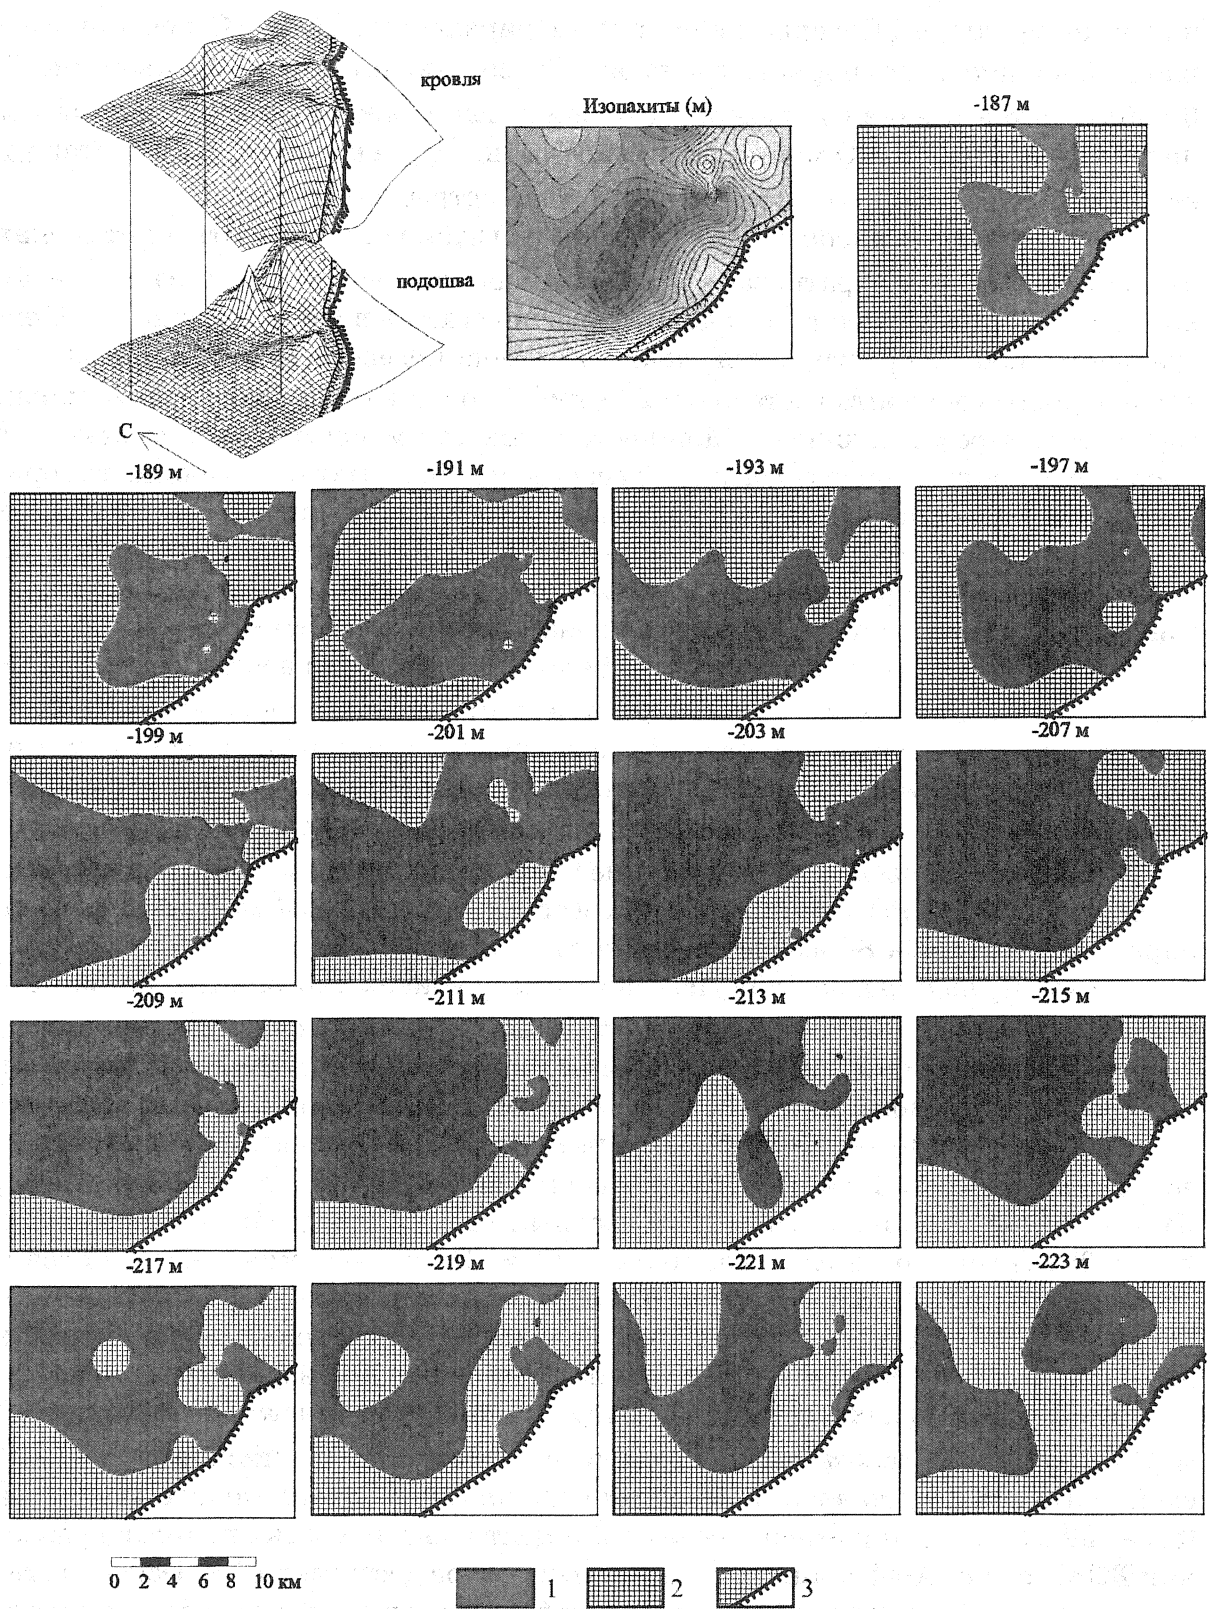 кровля
Изопахиты (м)
-187 м
подошва
С
-189 м
-191 м
-193 м
-197 м
-199 м
-201 м
-203 м
-207 м
-209 м
-211 м
-213 м
-215 м
-217 м
-219 м
-221 м
-223 м
0 2 4 6 8 10 км
1
2
3